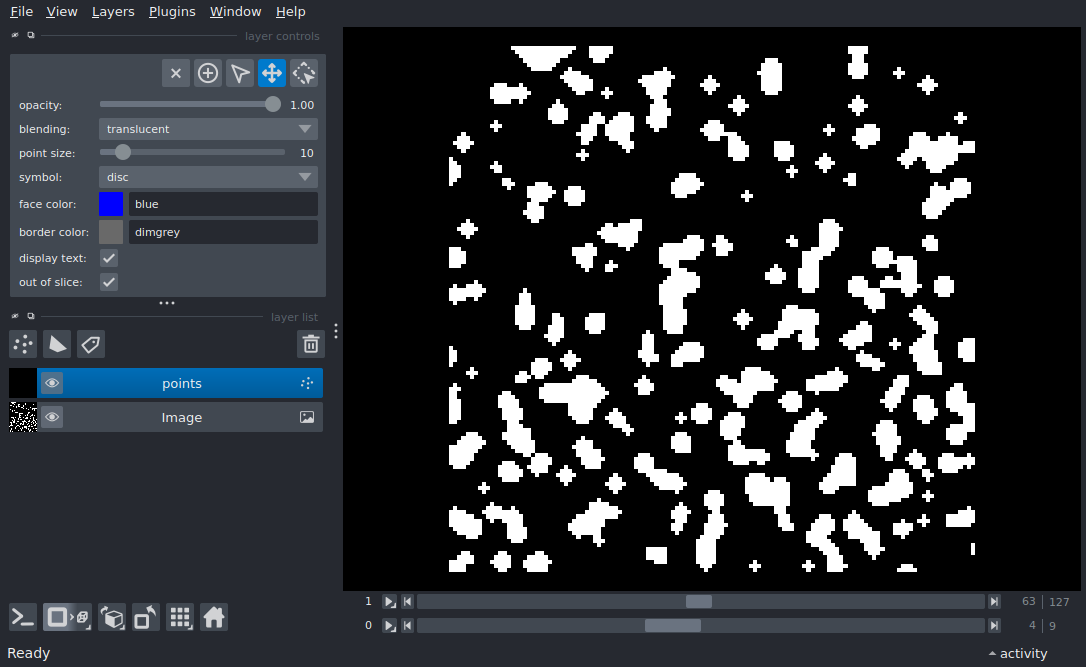 File View Layers Plugins Window Help
layer controls
opacity: 1.00
blending: translucent
point size: 10
symbol: disc
face color: blue
border color: dimgrey
display text:
out of slice:
layer list
points
Image
1 63 127
0 4 9
Ready activity